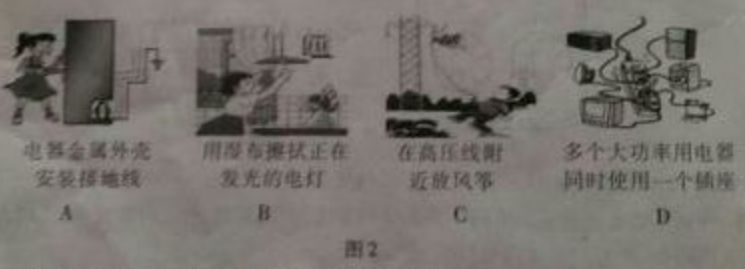 电器金属外壳
安装接地线
A
用湿布擦拭正在
发光的电灯
B
在高压线附
近放风筝
C
多个大功率用电器
同时使用一个插座
D
图2